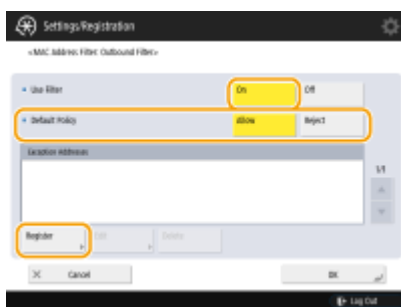 Settings/Registration
<MAC Address Filter: Outbound Filter>
Use Filter
On
Off
Default Policy
Allow
Reject
Exception Addresses
1/1
Register
Edit
Delete
Cancel
OK
Log Out